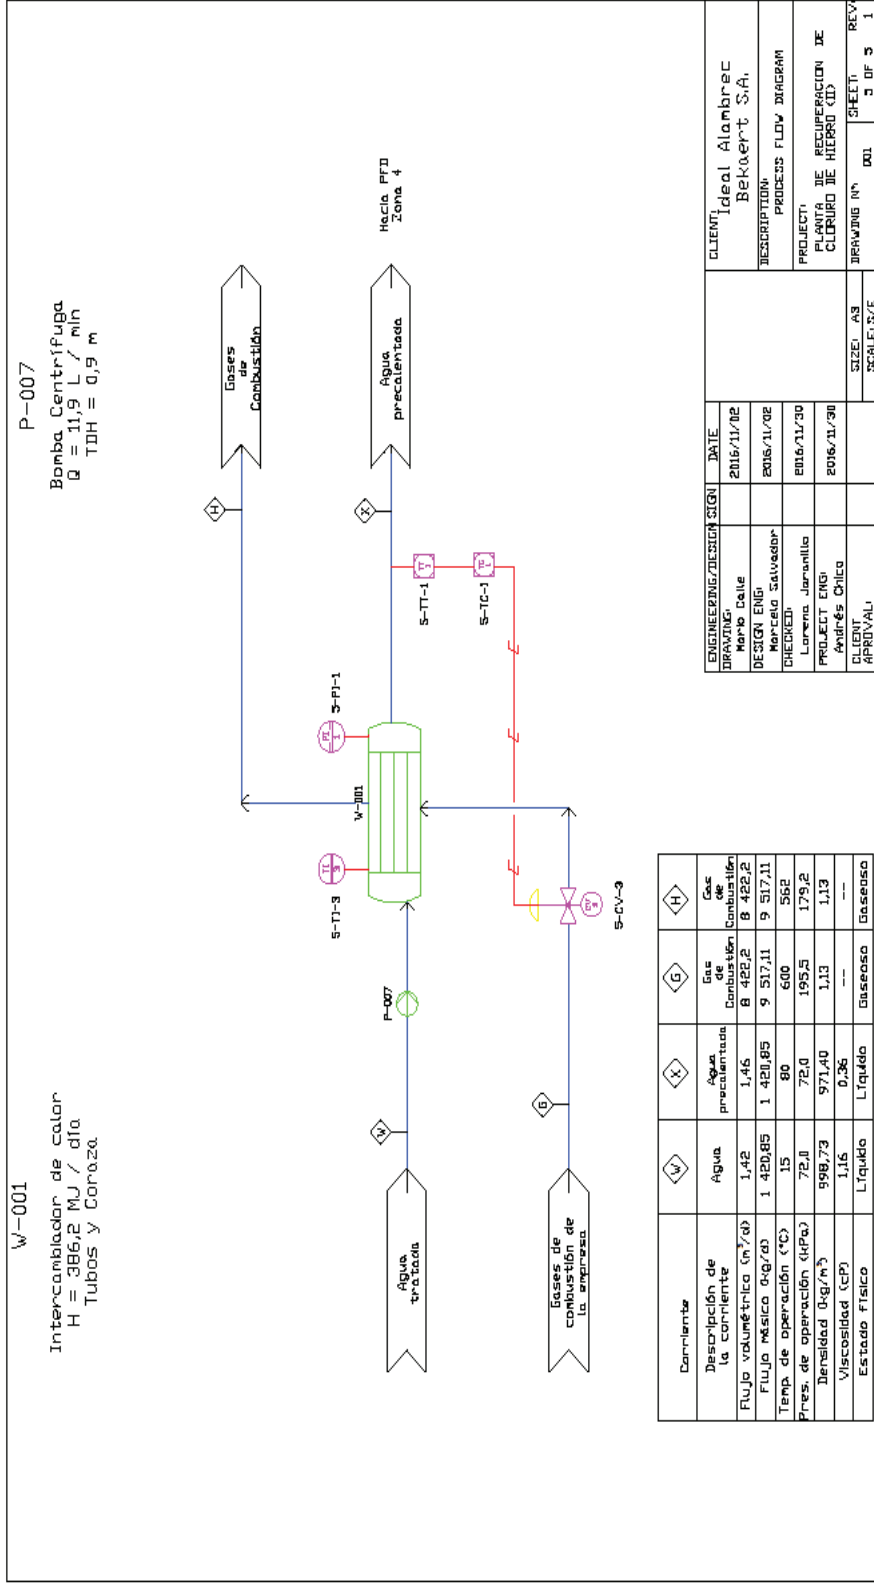 W-001
Intercambiador de calor
H = 386,2 MJ / día
Tubos y Coraza
P-007
Bomba Centrífuga
Q = 11,9 L / min
TDH = 0,9 m
Gases
de
Combustión
H
Agua
precalentada
Hacia PFD
Zona 4
X
S-TI-3
S-PI-1
PI
1
W-001
S-TT-1
TT
1
S-TC-1
TC
1
P-007
W
Agua
tratada
CV
3
S-CV-3
G
Gases de
combustión de
la empresa
Corriente
W
X
G
H
Descripción de
la corriente
Agua
Agua
precalentada
Gas
de
Combustión
Gas
de
Combustión
Flujo volumétrico (m³/d)
1,42
1,46
8 422,2
8 422,2
Flujo másico (kg/d)
1 420,85
1 420,85
9 517,11
9 517,11
Temp. de operación (°C)
15
80
600
562
Pres. de operación (kPa)
72,0
72,0
195,5
179,2
Densidad (kg/m³)
998,73
971,40
1,13
1,13
Viscosidad (cP)
1,16
0,36
--
--
Estado físico
Líquido
Líquido
Gaseoso
Gaseoso
ENGINEERING/DESIGN
SIGN
DATE
DRAWING:
Mario Calle
2016/11/02
DESIGN ENG:
Marcelo Salvador
2016/11/02
CHECKED:
Lorena Jaramillo
2016/11/30
PROJECT ENG:
Andrés Chico
2016/11/30
CLIENT
APROVAL:
CLIENT:
Ideal Alambrec
Bekaert S.A.
DESCRIPTION:
PROCESS FLOW DIAGRAM
PROJECT:
PLANTA DE RECUPERACION DE
CLORURO DE HIERRO (II)
SIZE: A3
SCALE: S/E
DRAWING Nº
001
SHEET:
5 OF 5
REV:
1